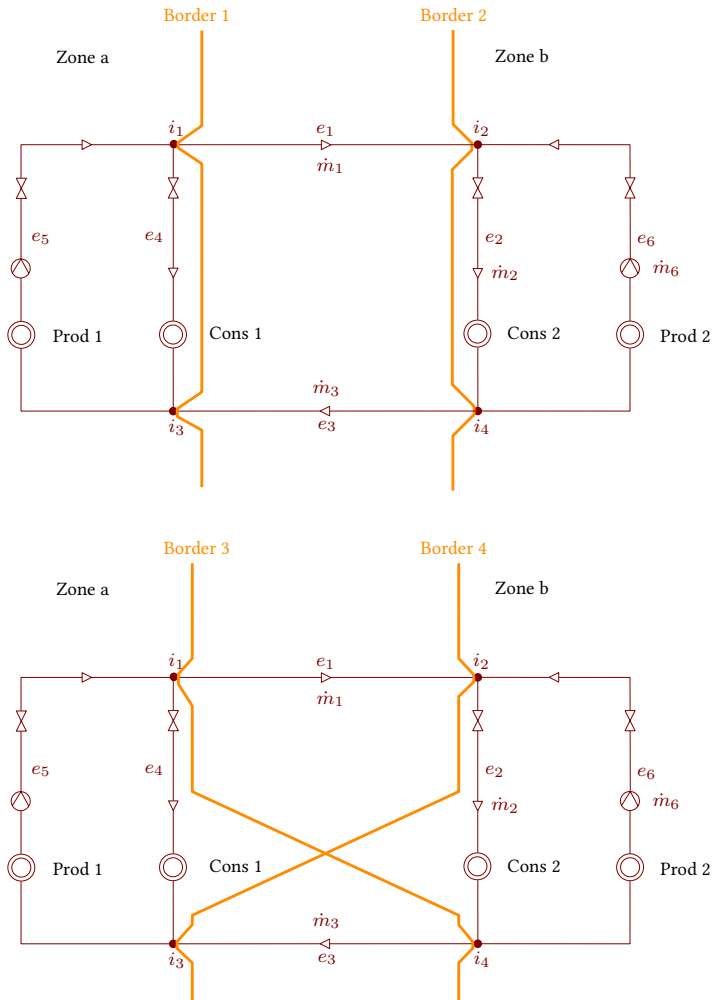 Border 1
Border 2
Zone a
Zone b
i₁
e₁
i₂
ṁ₁
e₅
e₄
e₂
e₆
ṁ₂
ṁ₆
Prod 1
Cons 1
Cons 2
Prod 2
ṁ₃
i₃
e₃
i₄
Border 3
Border 4
Zone a
Zone b
i₁
e₁
i₂
ṁ₁
e₅
e₄
e₂
e₆
ṁ₂
ṁ₆
Prod 1
Cons 1
Cons 2
Prod 2
ṁ₃
i₃
e₃
i₄